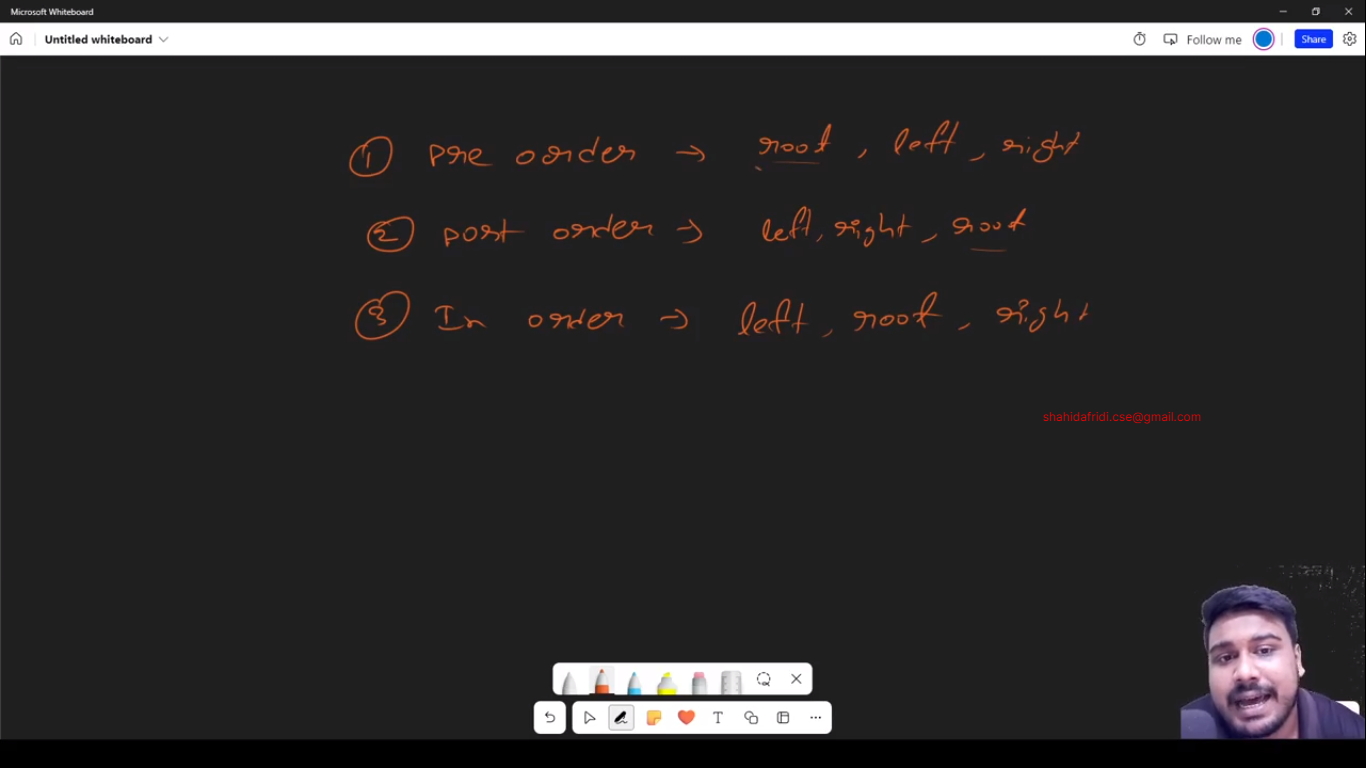 Microsoft Whiteboard
Untitled whiteboard
Follow me
Share
① Pre order → root, left, right
② post order → left, right, root
③ In order → left, root, right
shahidafridi.cse@gmail.com
T